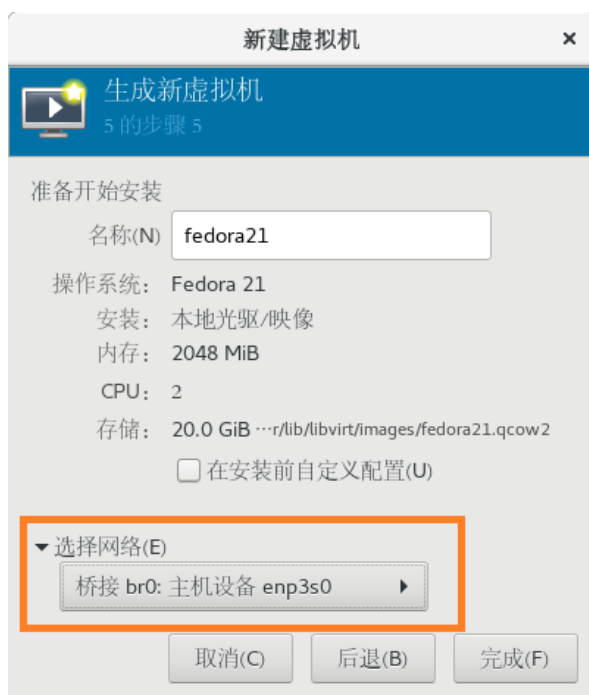 新建虚拟机
生成新虚拟机
5 的步骤 5
准备开始安装
名称(N) fedora21
操作系统: Fedora 21
安装: 本地光驱/映像
内存: 2048 MiB
CPU: 2
存储: 20.0 GiB ···r/lib/libvirt/images/fedora21.qcow2
在安装前自定义配置(U)
选择网络(E)
桥接 br0: 主机设备 enp3s0
取消(C) 后退(B) 完成(F)